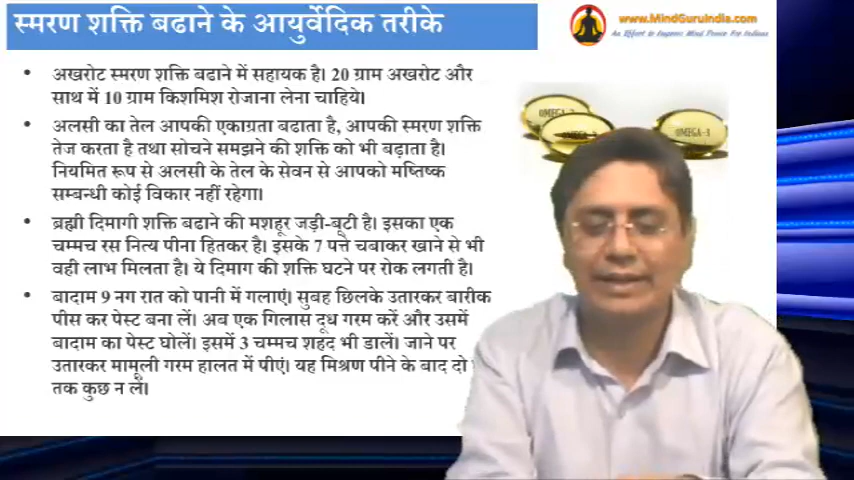 स्मरण शक्ति बढाने के आयुर्वेदिक तरीके
www.MindGuruIndia.com
An Effort to Improve Mind Power For Indians
• अखरोट स्मरण शक्ति बढाने में सहायक है। 20 ग्राम अखरोट और
साथ में 10 ग्राम किशमिश रोजाना लेना चाहिये।
• अलसी का तेल आपकी एकाग्रता बढाता है, आपकी स्मरण शक्ति
तेज करता है तथा सोचने समझने की शक्ति को भी बढ़ाता है।
नियमित रूप से अलसी के तेल के सेवन से आपको मष्तिष्क
सम्बन्धी कोई विकार नहीं रहेगा।
• ब्रह्मी दिमागी शक्ति बढाने की मशहूर जड़ी-बूटी है। इसका एक
चम्मच रस नित्य पीना हितकर है। इसके 7 पत्ते चबाकर खाने से भी
वही लाभ मिलता है। ये दिमाग की शक्ति घटने पर रोक लगती है।
• बादाम 9 नग रात को पानी में गलाएं। सुबह छिलके उतारकर बारीक
पीस कर पेस्ट बना लें। अब एक गिलास दूध गरम करें और उसमें
बादाम का पेस्ट घोलें। इसमें 3 चम्मच शहद भी डालें। जाने पर
उतारकर मामूली गरम हालत में पीएं। यह मिश्रण पीने के बाद दो
तक कुछ न लें।
OMEGA-3